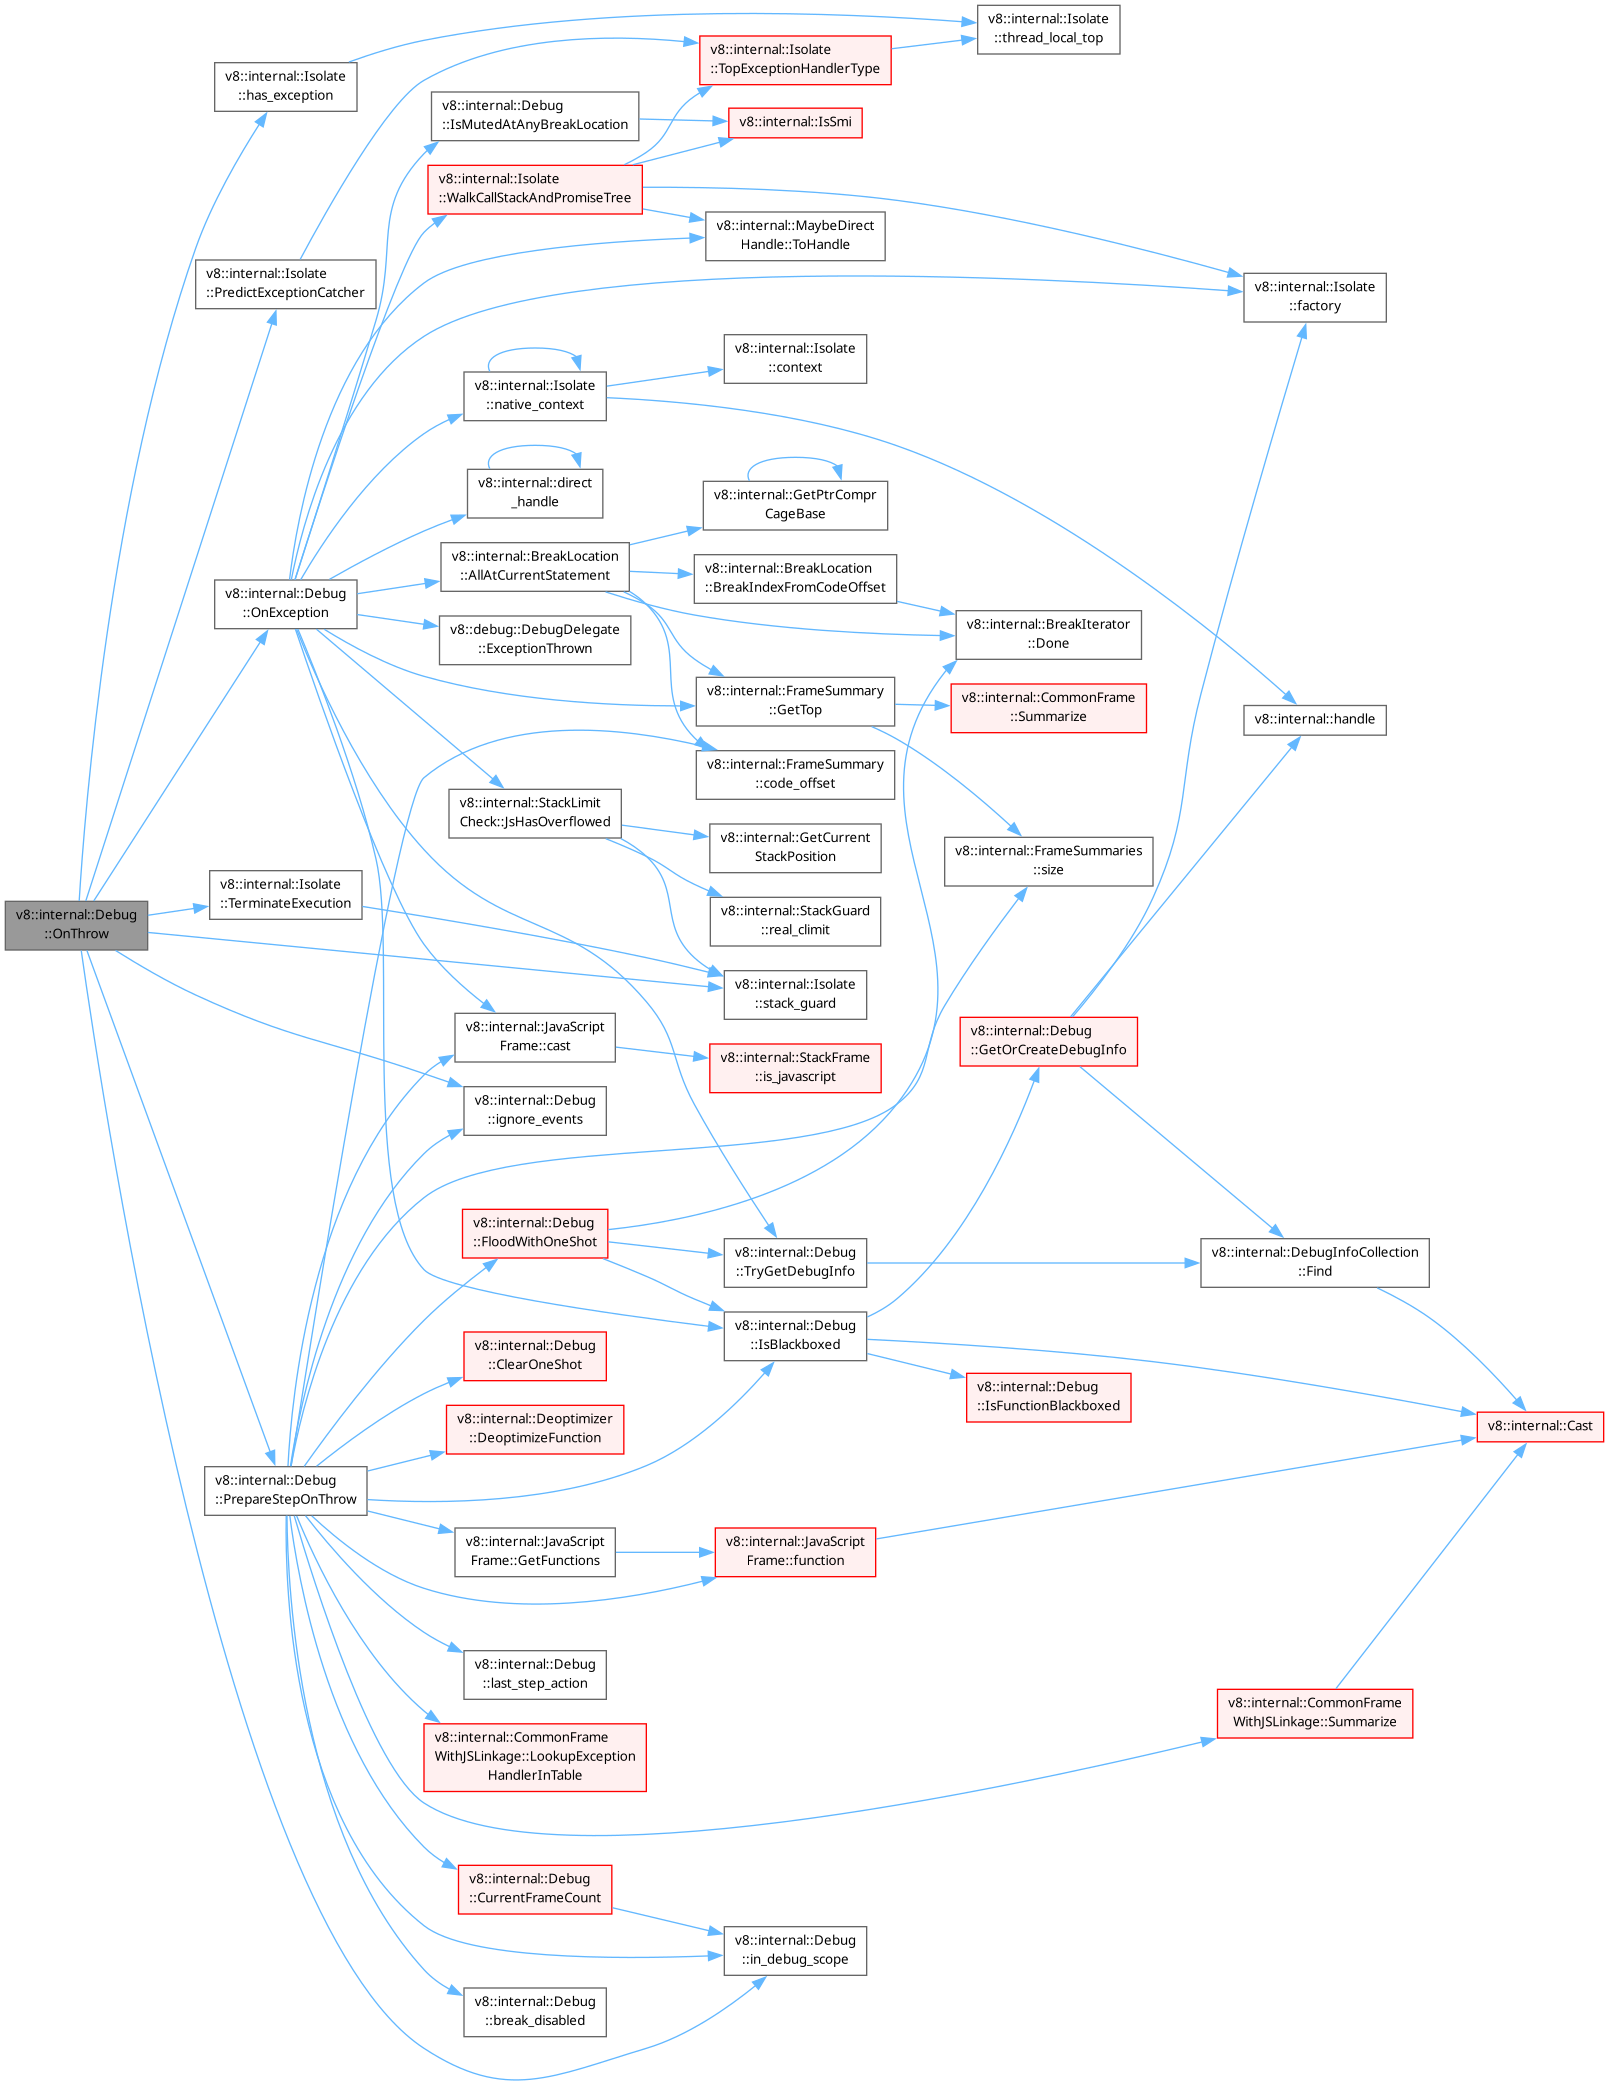 v8::internal::Debug
::OnThrow
v8::internal::Isolate
::has_exception
v8::internal::Isolate
::PredictExceptionCatcher
v8::internal::Debug
::OnException
v8::internal::Isolate
::TerminateExecution
v8::internal::Debug
::PrepareStepOnThrow
v8::internal::Debug
::IsMutedAtAnyBreakLocation
v8::internal::Isolate
::WalkCallStackAndPromiseTree
v8::internal::Isolate
::native_context
v8::internal::direct
_handle
v8::internal::BreakLocation
::AllAtCurrentStatement
v8::debug::DebugDelegate
::ExceptionThrown
v8::internal::StackLimit
Check::JsHasOverflowed
v8::internal::JavaScript
Frame::cast
v8::internal::Debug
::ignore_events
v8::internal::Debug
::FloodWithOneShot
v8::internal::Debug
::ClearOneShot
v8::internal::Deoptimizer
::DeoptimizeFunction
v8::internal::JavaScript
Frame::GetFunctions
v8::internal::Debug
::last_step_action
v8::internal::CommonFrame
WithJSLinkage::LookupException
HandlerInTable
v8::internal::Debug
::CurrentFrameCount
v8::internal::Debug
::break_disabled
v8::internal::Isolate
::TopExceptionHandlerType
v8::internal::IsSmi
v8::internal::MaybeDirect
Handle::ToHandle
v8::internal::Isolate
::context
v8::internal::GetPtrCompr
CageBase
v8::internal::BreakLocation
::BreakIndexFromCodeOffset
v8::internal::FrameSummary
::GetTop
v8::internal::FrameSummary
::code_offset
v8::internal::GetCurrent
StackPosition
v8::internal::StackGuard
::real_climit
v8::internal::Isolate
::stack_guard
v8::internal::StackFrame
::is_javascript
v8::internal::Debug
::TryGetDebugInfo
v8::internal::Debug
::IsBlackboxed
v8::internal::JavaScript
Frame::function
v8::internal::Debug
::in_debug_scope
v8::internal::Isolate
::thread_local_top
v8::internal::BreakIterator
::Done
v8::internal::CommonFrame
::Summarize
v8::internal::FrameSummaries
::size
v8::internal::Debug
::GetOrCreateDebugInfo
v8::internal::Debug
::IsFunctionBlackboxed
v8::internal::Isolate
::factory
v8::internal::handle
v8::internal::DebugInfoCollection
::Find
v8::internal::CommonFrame
WithJSLinkage::Summarize
v8::internal::Cast